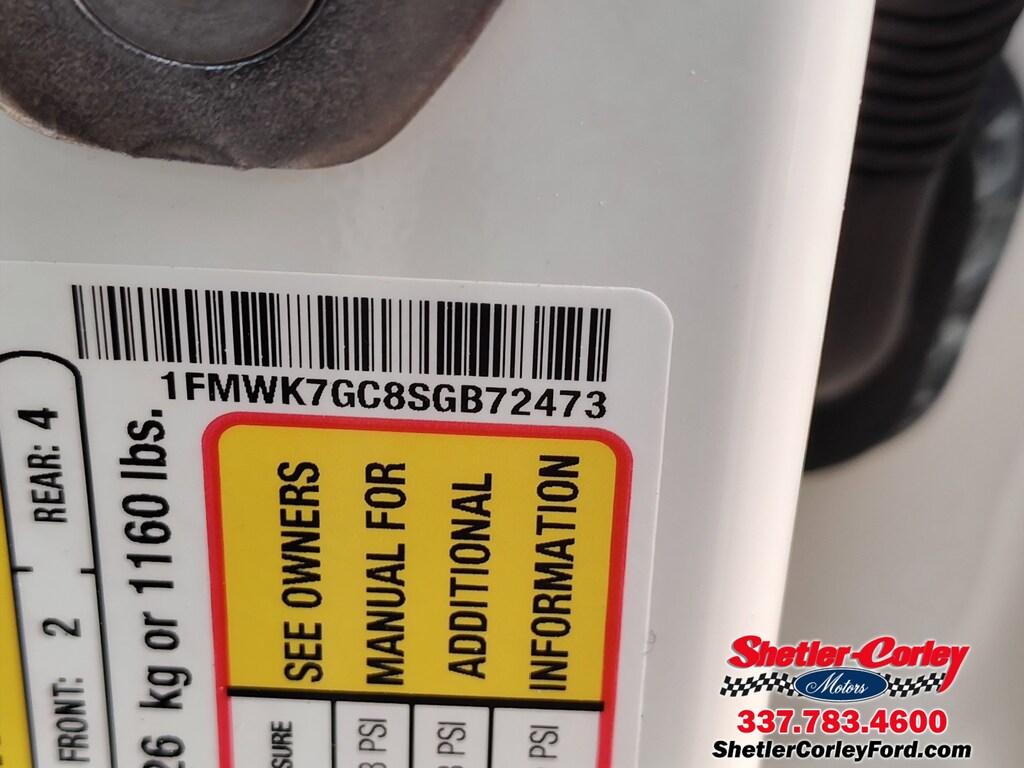 1FMWK7GC8SGB72473
FRONT: 2 REAR: 4
26 kg or 1160 lbs.
SEE OWNERS
MANUAL FOR
ADDITIONAL
INFORMATION
PSI
PSI
PSI
Shetler-Corley
Motors
337.783.4600
ShetlerCorleyFord.com